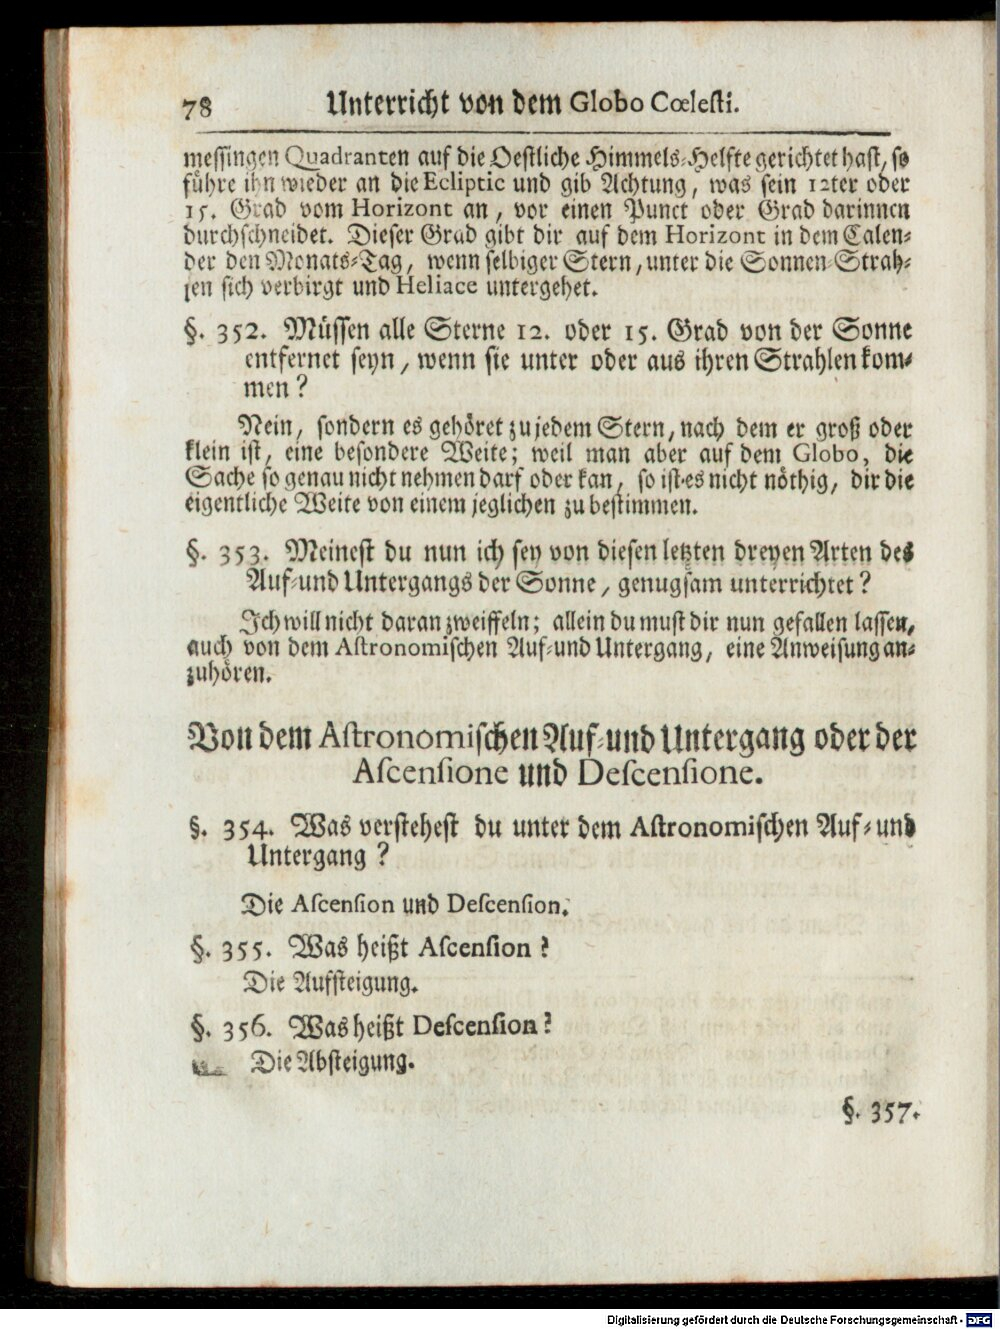 78 Unterricht von dem Globo Cœlesti.
messingen Quadranten auf die Oestliche Himmels-Helfte gerichtet hast, so
führe ihn wieder an die Ecliptic und gib Achtung, was sein 12ter oder
15. Grad vom Horizont an, vor einen Punct oder Grad darinnen
durchschneidet. Dieser Grad gibt dir auf dem Horizont in dem Calen-
der den Monats-Tag, wenn selbiger Stern, unter die Sonnen-Strah-
len sich verbirgt und Heliace untergehet.
§. 352. Müssen alle Sterne 12. oder 15. Grad von der Sonne
entfernet seyn, wenn sie unter oder aus ihren Strahlen kom-
men?
Nein, sondern es gehöret zu jedem Stern, nach dem er groß oder
klein ist, eine besondere Weite; weil man aber auf dem Globo, die
Sache so genau nicht nehmen darf oder kan, so ist es nicht nöthig, dir die
eigentliche Weite von einem jeglichen zu bestimmen.
§. 353. Meinest du nun ich sey von diesen letzten dreyen Arten des
Auf-und Untergangs der Sonne, genugsam unterrichtet?
Ich will nicht daran zweiffeln; allein du must dir nun gefallen lassen,
auch von dem Astronomischen Auf-und Untergang, eine Anweisung an-
zuhören.
Von dem Astronomischen Auf-und Untergang oder der
Ascensione und Descensione.
§. 354. Was verstehest du unter dem Astronomischen Auf-und
Untergang?
Die Ascension und Descension.
§. 355. Was heißt Ascension?
Die Aufsteigung.
§. 356. Was heißt Descension?
Die Absteigung.
§. 357.
Digitalisierung gefördert durch die Deutsche Forschungsgemeinschaft - DFG